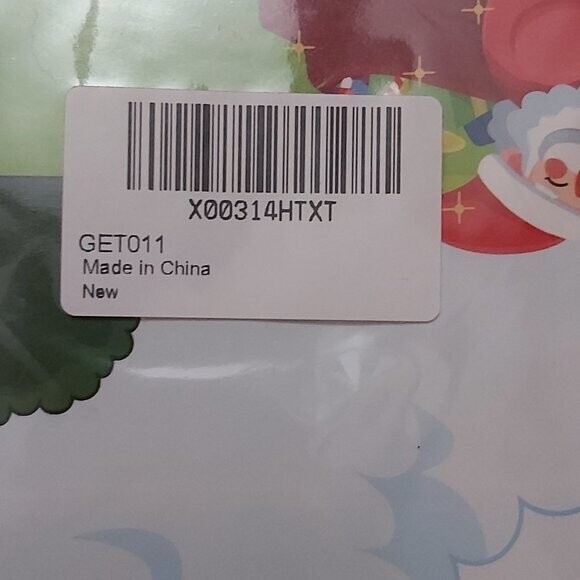 X00314HTXT
GET011
Made in China
New